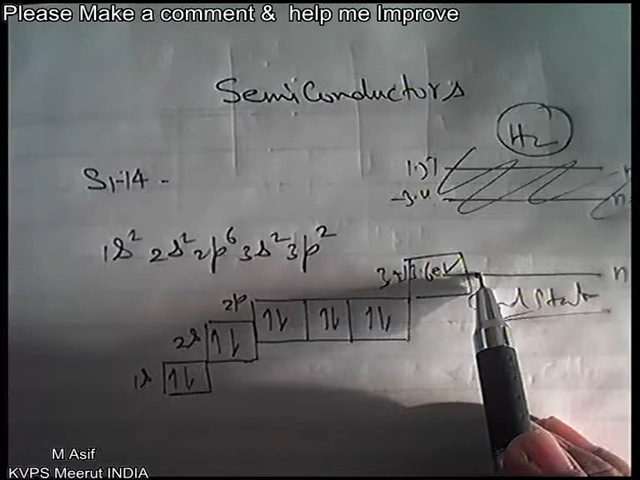 Please Make a comment & help me Improve
SemiConductors
H2
Si-14 -
1s² 2s² 2p⁶ 3s² 3p²
n
2p
2s
1s
M Asif
KVPS Meerut INDIA